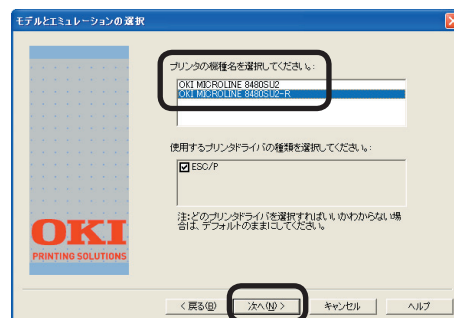 モデルとエミュレーションの選択
プリンタの機種名を選択してください。:
OKI MICROLINE 8480SU2
OKI MICROLINE 8480SU2-R
使用するプリンタドライバの種類を選択してください。:
ESC/P
注:どのプリンタドライバを選択すればいいかわからない場
合は、デフォルトのままにしてください。
OKI
PRINTING SOLUTIONS
< 戻る(B)
次へ(N) >
キャンセル
ヘルプ